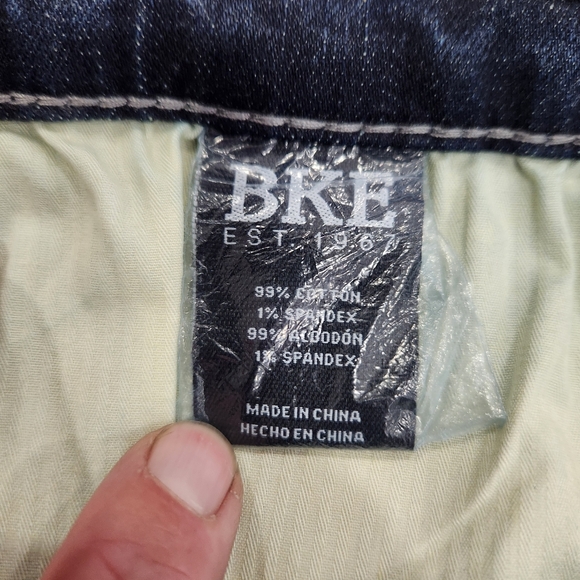 BKE
EST. 1967
99% COTTON
1% SPANDEX
99% ALGODÓN
1% SPANDEX
MADE IN CHINA
HECHO EN CHINA